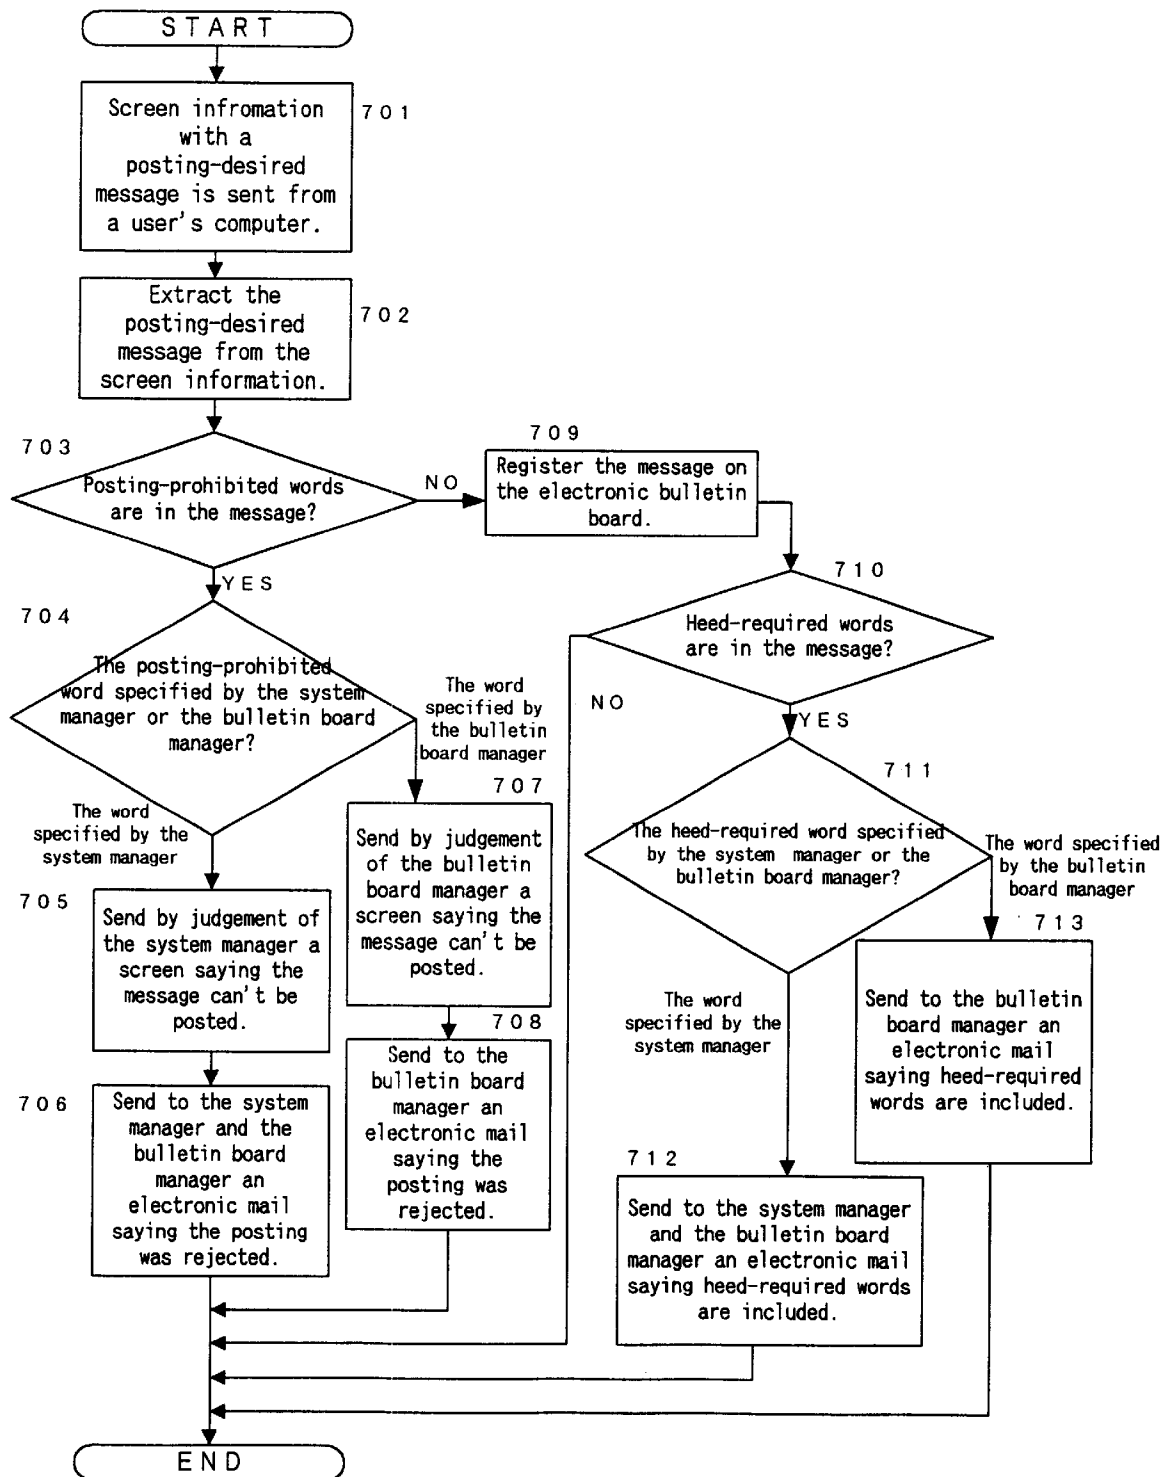 START
701
Screen infromation
with a
posting-desired
message is sent from
a user's computer.
702
Extract the
posting-desired
message from the
screen information.
703
Posting-prohibited words
are in the message?
NO
YES
709
Register the message on
the electronic bulletin
board.
704
The posting-prohibited
word specified by the system
manager or the bulletin board
manager?
The word
specified by the
system manager
The word
specified by
the bulletin
board manager
705
Send by judgement of
the system manager a
screen saying the
message can't be
posted.
706
Send to the system
manager and the
bulletin board
manager an
electronic mail
saying the posting
was rejected.
707
Send by judgement
of the bulletin
board manager a
screen saying the
message can't be
posted.
708
Send to the
bulletin board
manager an
electronic mail
saying the
posting was
rejected.
710
Heed-required words
are in the message?
NO
YES
711
The heed-required word specified
by the system manager or the
bulletin board manager?
The word
specified by the
system manager
The word specified
by the bulletin
board manager
712
Send to the system manager
and the bulletin board
manager an electronic mail
saying heed-required words
are included.
713
Send to the bulletin
board manager an
electronic mail
saying heed-required
words are included.
END